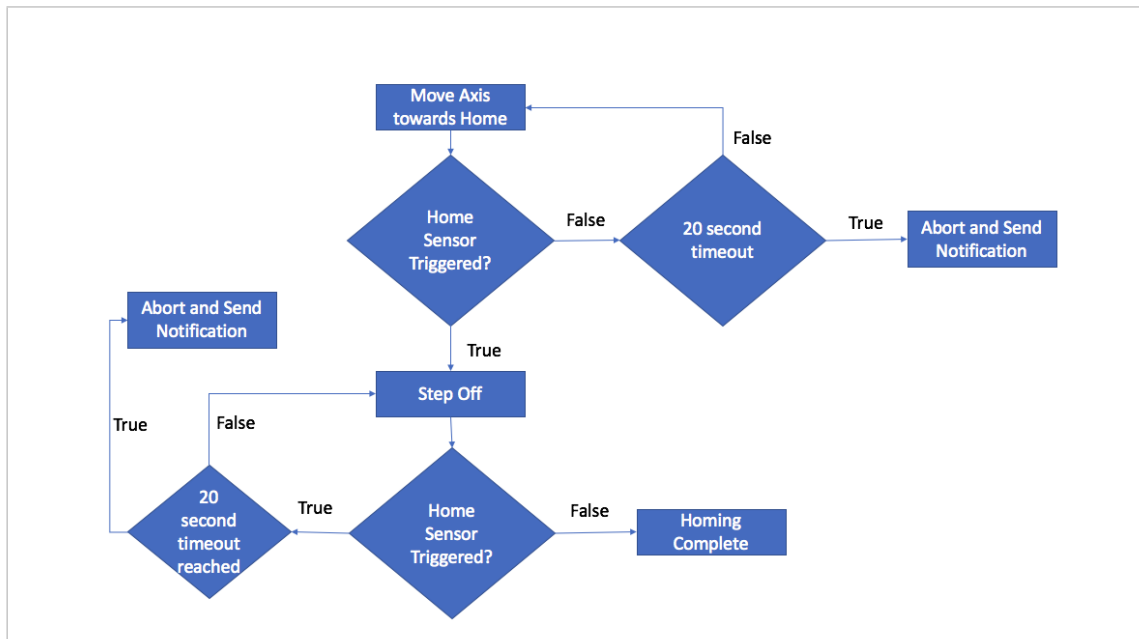 Move Axis
towards Home
False
Home
Sensor
Triggered?
False
20 second
timeout
True
Abort and Send
Notification
Abort and Send
Notification
True
Step Off
True
False
20
second
timeout
reached
True
Home
Sensor
Triggered?
False
Homing
Complete